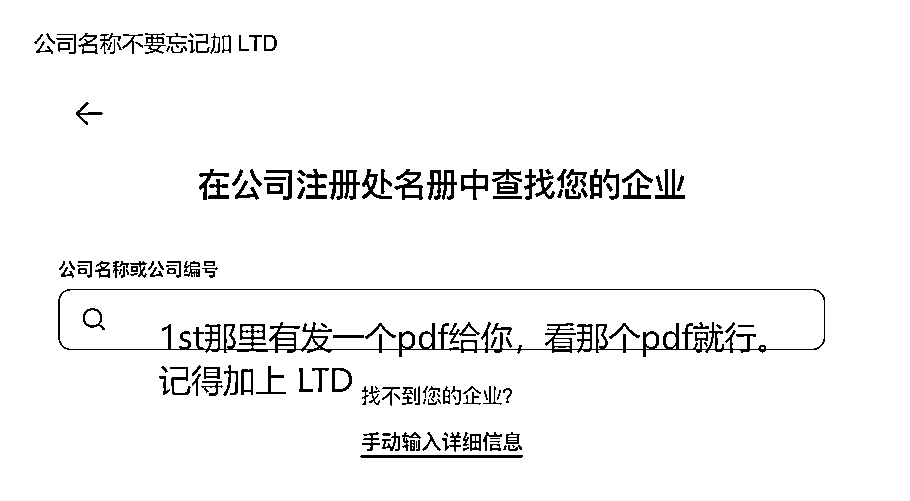 公司名称不要忘记加 LTD
在公司注册处名册中查找您的企业
公司名称或公司编号
1st那里有发一个pdf给你，看那个pdf就行。
记得加上 LTD
找不到您的企业?
手动输入详细信息